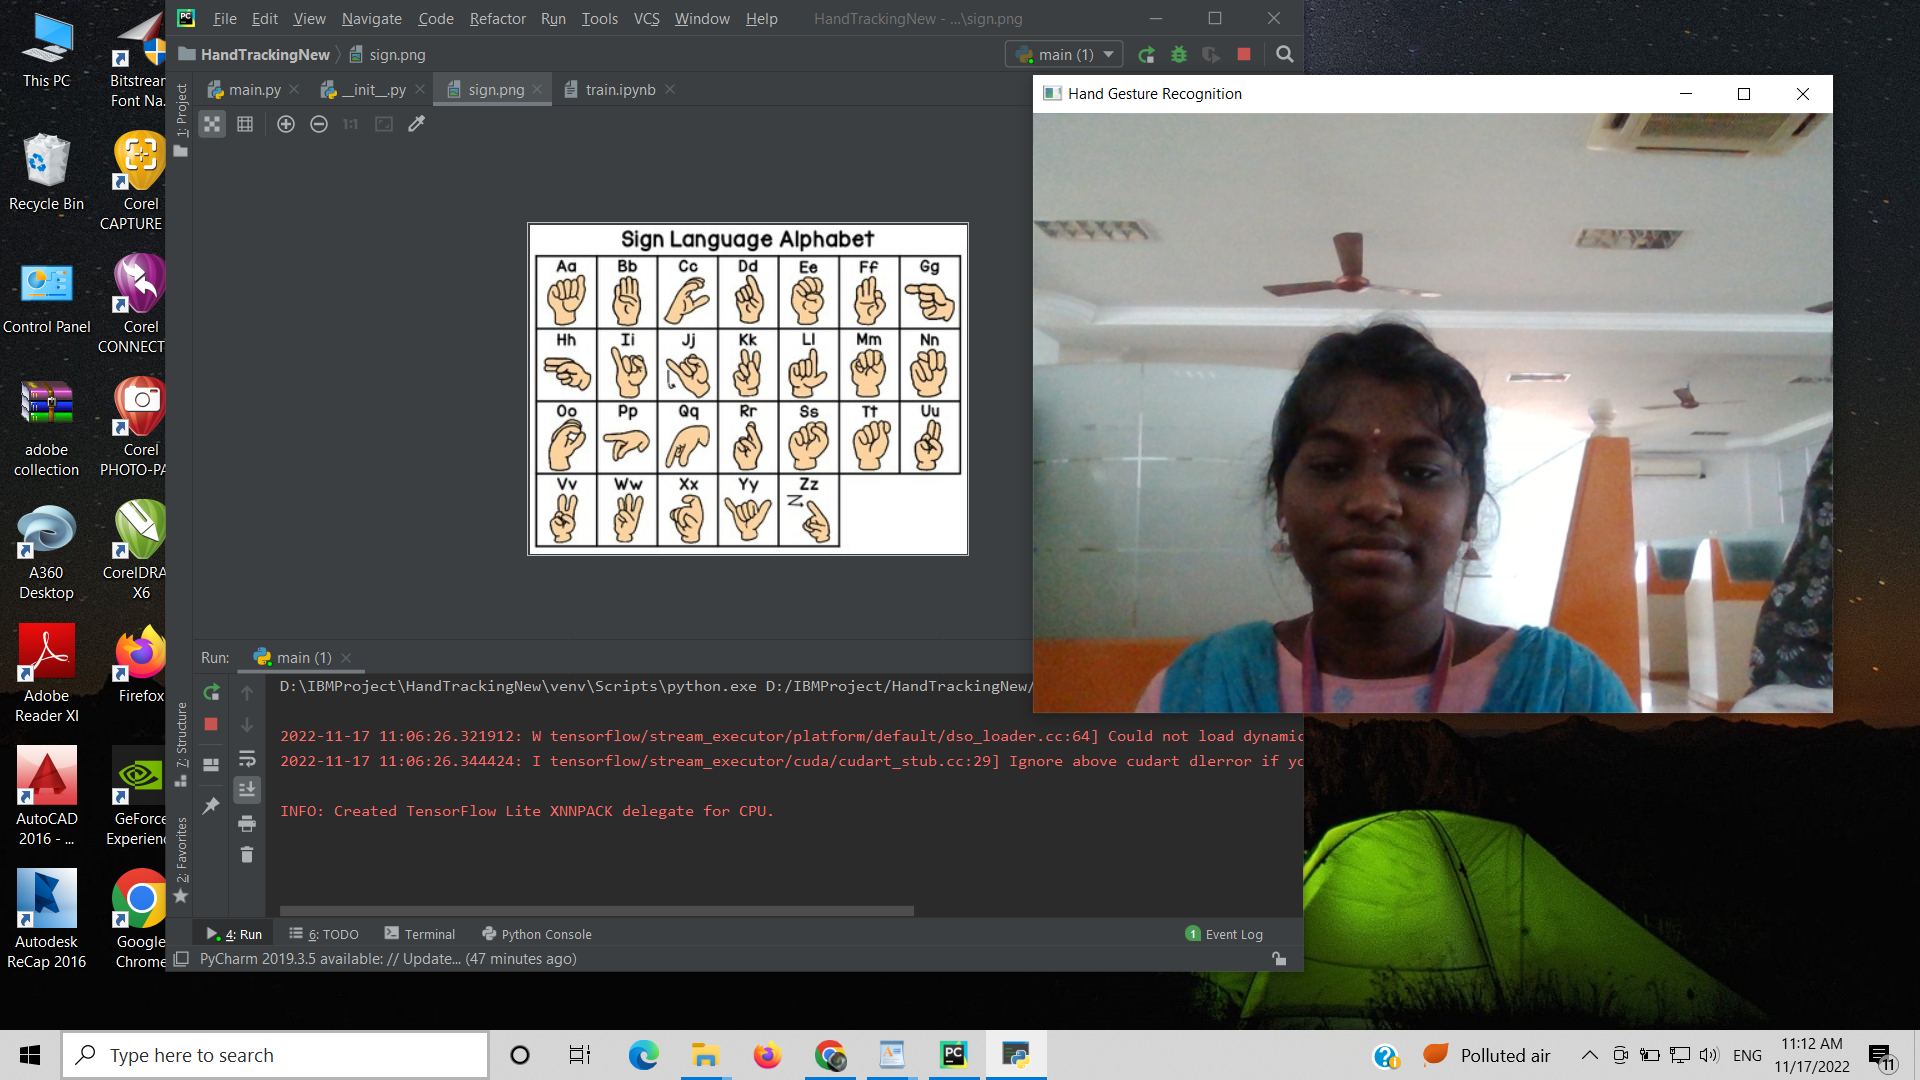 This PC
Bitstream
Font Na...
Recycle Bin
Corel
CAPTURE
Control Panel
Corel
CONNECT
adobe
collection
Corel
PHOTO-PA
A360
Desktop
CorelDRA
X6
Adobe
Reader XI
Firefox
AutoCAD
2016 - ...
GeForce
Experienc
Autodesk
ReCap 2016
Google
Chrome
PC File Edit View Navigate Code Refactor Run Tools VCS Window Help HandTrackingNew - ...\sign.png
HandTrackingNew sign.png main (1)
main.py __init__.py sign.png train.ipynb
1: Project
1:1
Sign Language Alphabet
Aa Bb Cc Dd Ee Ff Gg
Hh Ii Jj Kk Ll Mm Nn
Oo Pp Qq Rr Ss Tt Uu
Vv Ww Xx Yy Zz
Z
Hand Gesture Recognition
Run: main (1)
D:\IBMProject\HandTrackingNew\venv\Scripts\python.exe D:/IBMProject/HandTrackingNew/
2022-11-17 11:06:26.321912: W tensorflow/stream_executor/platform/default/dso_loader.cc:64] Could not load dynamic
2022-11-17 11:06:26.344424: I tensorflow/stream_executor/cuda/cudart_stub.cc:29] Ignore above cudart dlerror if yo
INFO: Created TensorFlow Lite XNNPACK delegate for CPU.
7: Structure
2: Favorites
4: Run 6: TODO Terminal Python Console 1 Event Log
PyCharm 2019.3.5 available: // Update... (47 minutes ago)
Type here to search
PC
Polluted air
ENG
11:12 AM
11/17/2022
11